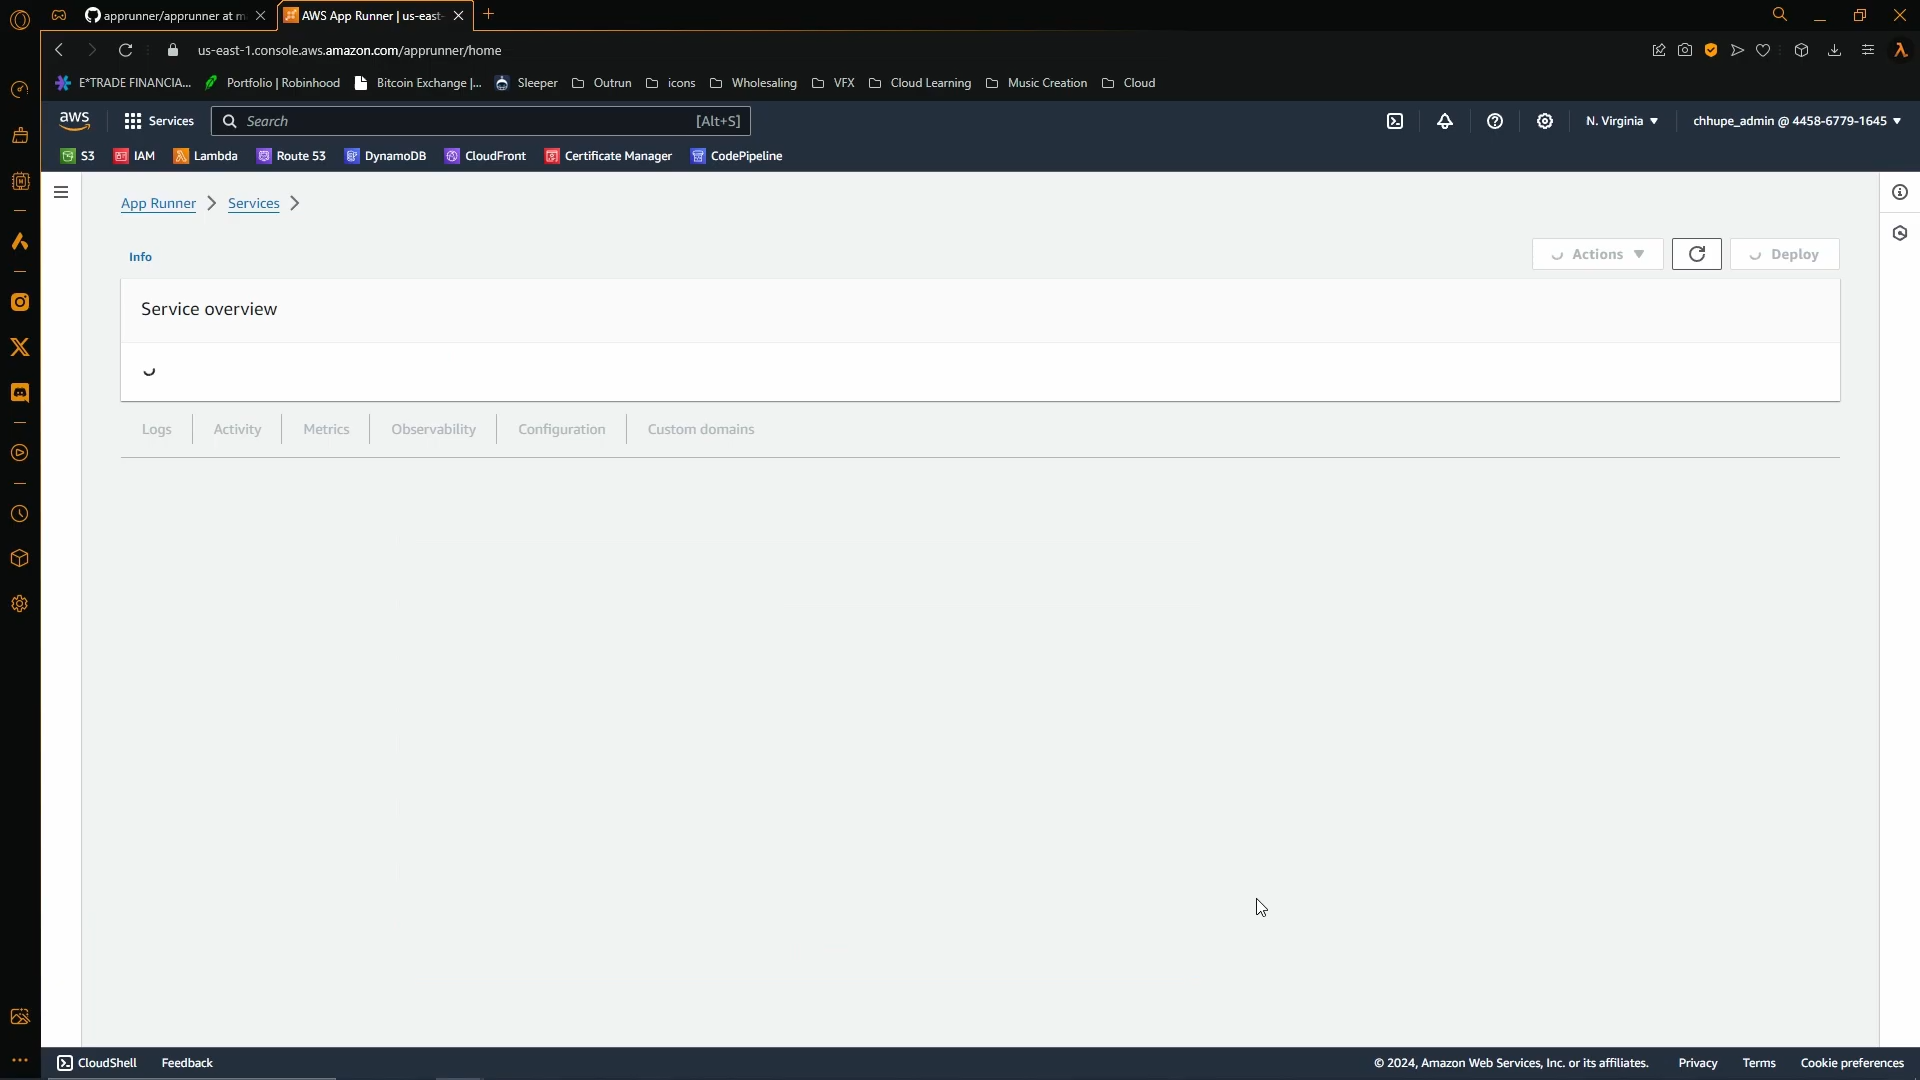 apprunner/apprunner at m
AWS App Runner | us-east-
us-east-1.console.aws.amazon.com/apprunner/home
E*TRADE FINANCIA...
Portfolio | Robinhood
Bitcoin Exchange |...
Sleeper
Outrun
icons
Wholesaling
VFX
Cloud Learning
Music Creation
Cloud
aws
Services
Search
[Alt+S]
N. Virginia
chhupe_admin @ 4458-6779-1645
S3
IAM
Lambda
Route 53
DynamoDB
CloudFront
Certificate Manager
CodePipeline
App Runner
Services
Info
Actions
Deploy
Service overview
Logs
Activity
Metrics
Observability
Configuration
Custom domains
CloudShell
Feedback
© 2024, Amazon Web Services, Inc. or its affiliates.
Privacy
Terms
Cookie preferences